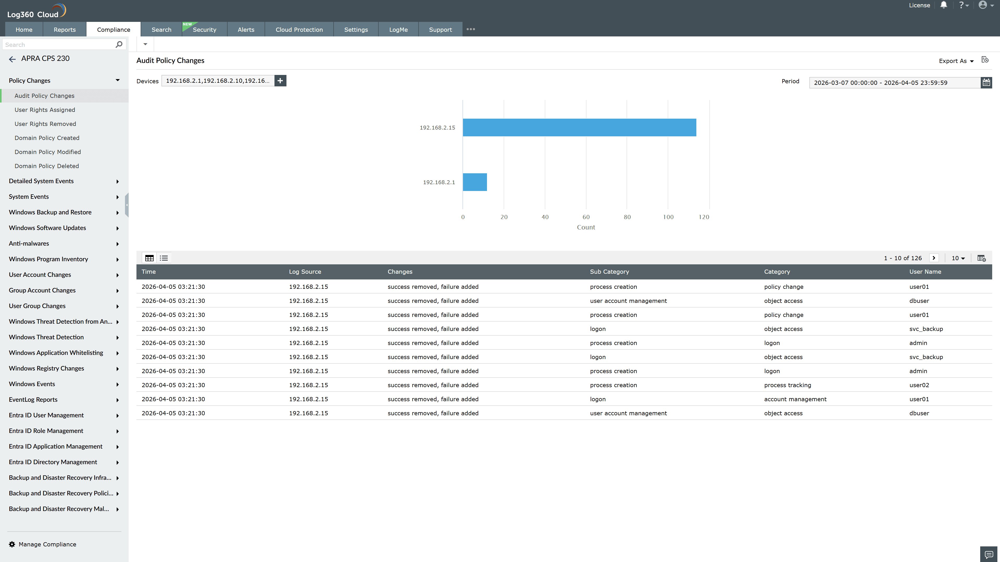 License
?
Log360 Cloud
Home Reports Compliance Search NEW Security Alerts Cloud Protection Settings LogMe Support
Search
APRA CPS 230
Policy Changes
Audit Policy Changes
User Rights Assigned
User Rights Removed
Domain Policy Created
Domain Policy Modified
Domain Policy Deleted
Detailed System Events
System Events
Windows Backup and Restore
Windows Software Updates
Anti-malwares
Windows Program Inventory
User Account Changes
Group Account Changes
User Group Changes
Windows Threat Detection from An...
Windows Threat Detection
Windows Application Whitelisting
Windows Registry Changes
Windows Events
EventLog Reports
Entra ID User Management
Entra ID Role Management
Entra ID Application Management
Entra ID Directory Management
Backup and Disaster Recovery Infra...
Backup and Disaster Recovery Polici...
Backup and Disaster Recovery Mal...
Manage Compliance
Audit Policy Changes
Export As
Devices 192.168.2.1,192.168.2.10,192.16... +
Period 2026-03-07 00:00:00 - 2026-04-05 23:59:59
192.168.2.15
192.168.2.1
0 20 40 60 80 100 120
Count
1 - 10 of 126 10
Time Log Source Changes Sub Category Category User Name
2026-04-05 03:21:30 192.168.2.15 success removed, failure added process creation policy change user01
2026-04-05 03:21:30 192.168.2.15 success removed, failure added user account management object access dbuser
2026-04-05 03:21:30 192.168.2.15 success removed, failure added process creation policy change user01
2026-04-05 03:21:30 192.168.2.15 success removed, failure added logon object access svc_backup
2026-04-05 03:21:30 192.168.2.15 success removed, failure added process creation logon admin
2026-04-05 03:21:30 192.168.2.15 success removed, failure added logon object access svc_backup
2026-04-05 03:21:30 192.168.2.15 success removed, failure added process creation logon admin
2026-04-05 03:21:30 192.168.2.15 success removed, failure added process creation process tracking user02
2026-04-05 03:21:30 192.168.2.15 success removed, failure added logon account management user01
2026-04-05 03:21:30 192.168.2.15 success removed, failure added user account management object access dbuser